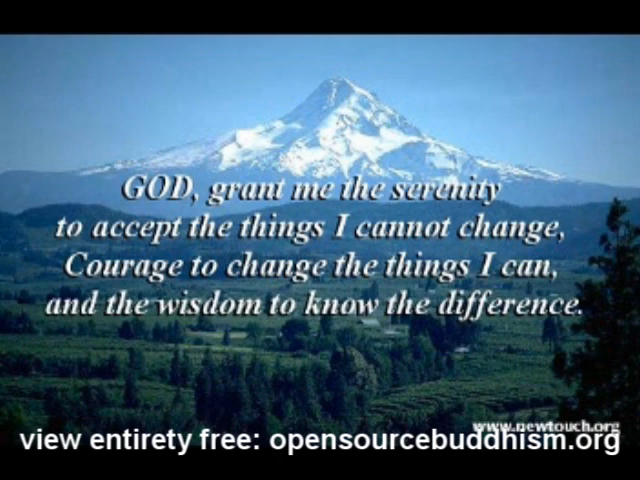 GOD, grant me the serenity
to accept the things I cannot change,
Courage to change the things I can,
and the wisdom to know the difference.
www.newtouch.org
view entirety free: opensourcebuddhism.org